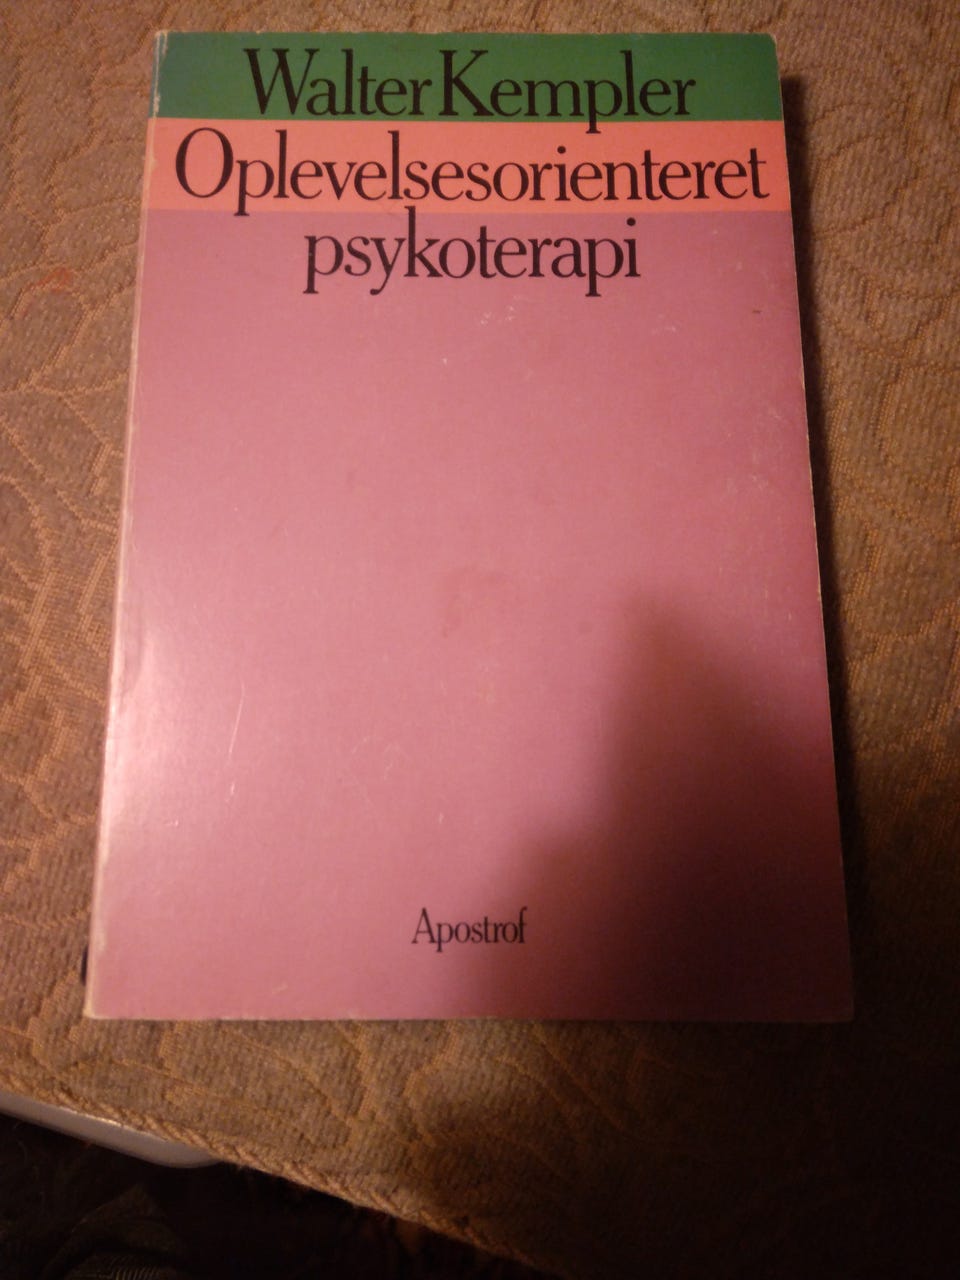 Walter Kempler
Oplevelsesorienteret
psykoterapi
Apostrof